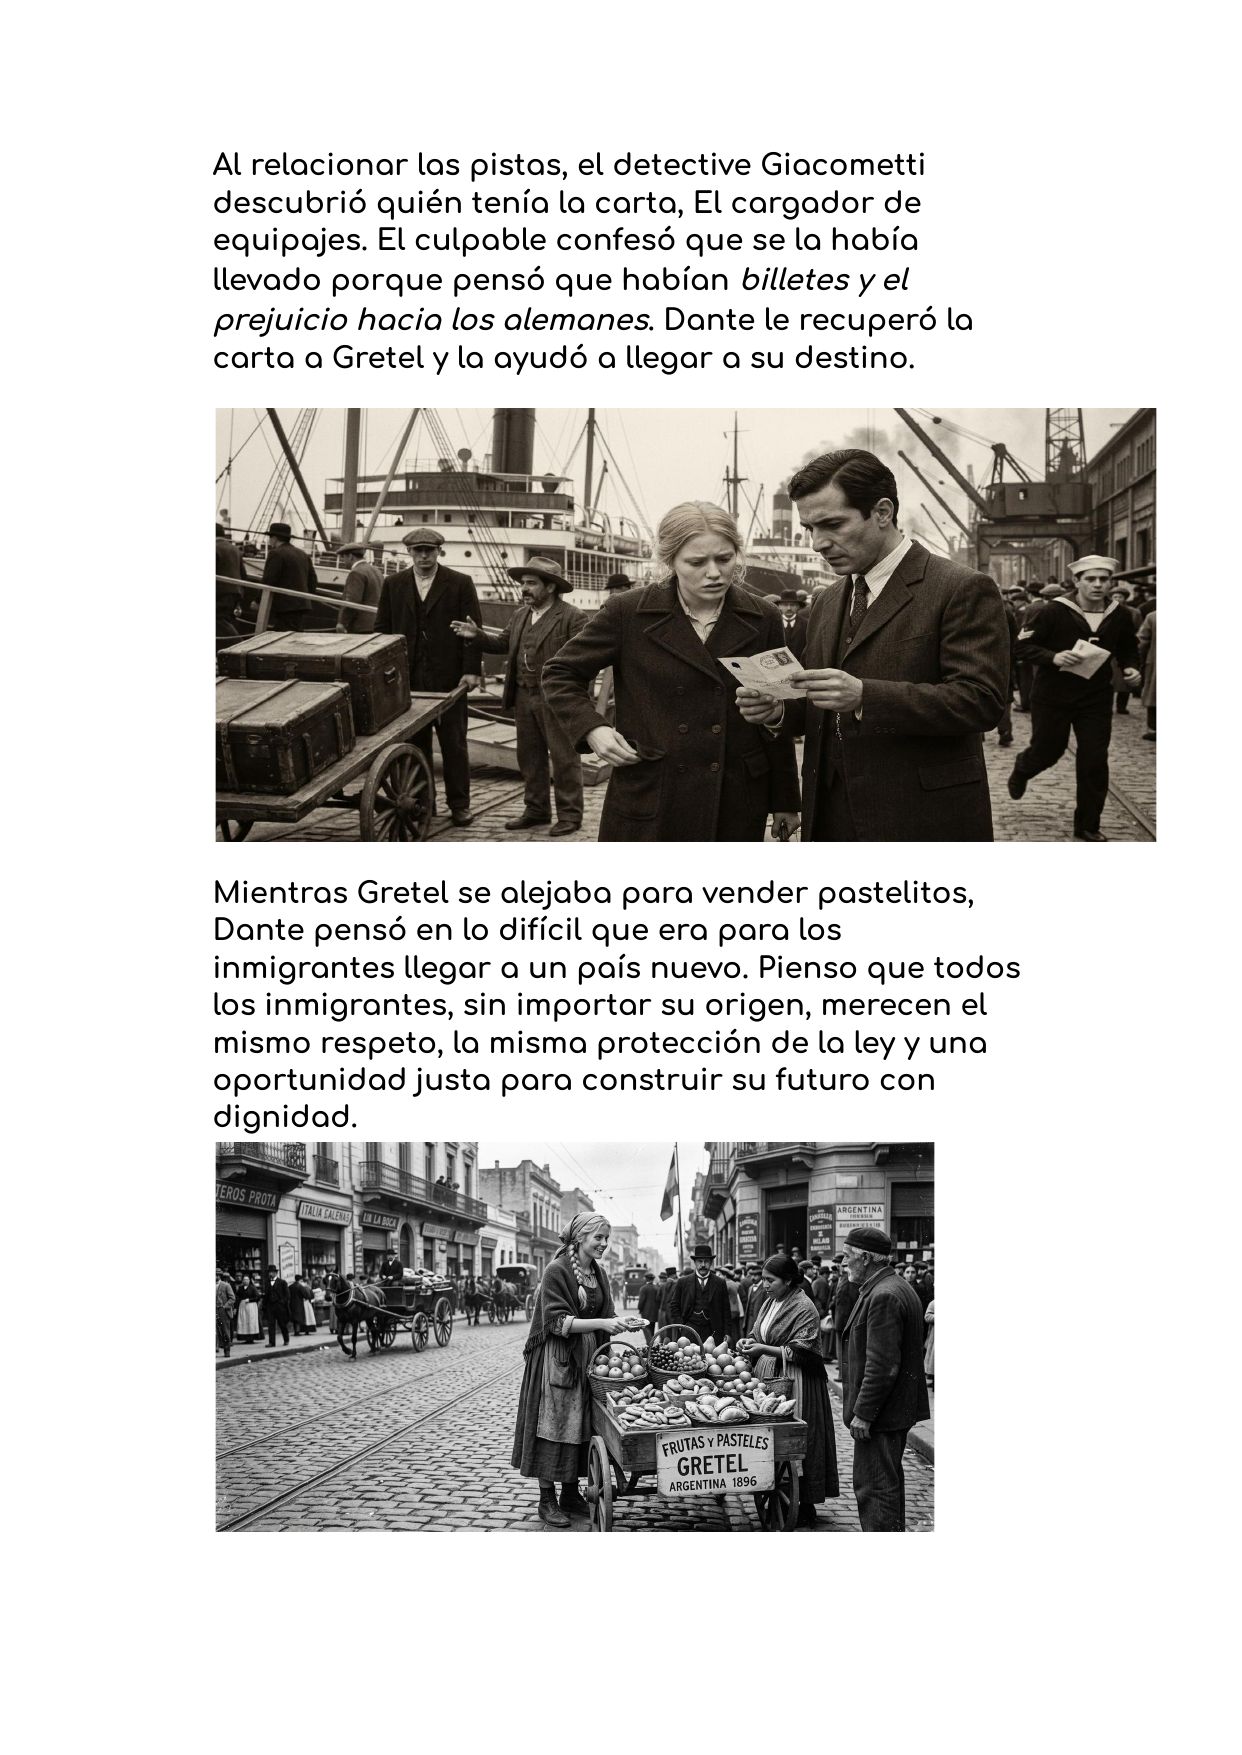 Al relacionar las pistas, el detective Giacometti
descubrió quién tenía la carta, El cargador de
equipajes. El culpable confesó que se la había
llevado porque pensó que habían billetes y el
prejuicio hacia los alemanes. Dante le recuperó la
carta a Gretel y la ayudó a llegar a su destino.
Mientras Gretel se alejaba para vender pastelitos,
Dante pensó en lo difícil que era para los
inmigrantes llegar a un país nuevo. Pienso que todos
los inmigrantes, sin importar su origen, merecen el
mismo respeto, la misma protección de la ley y una
oportunidad justa para construir su futuro con
dignidad.
TEROS PROTA
ITALIA GALENAS
LA BOCA
ARGENTINA
FRUTAS Y PASTELES
GRETEL
ARGENTINA 1896